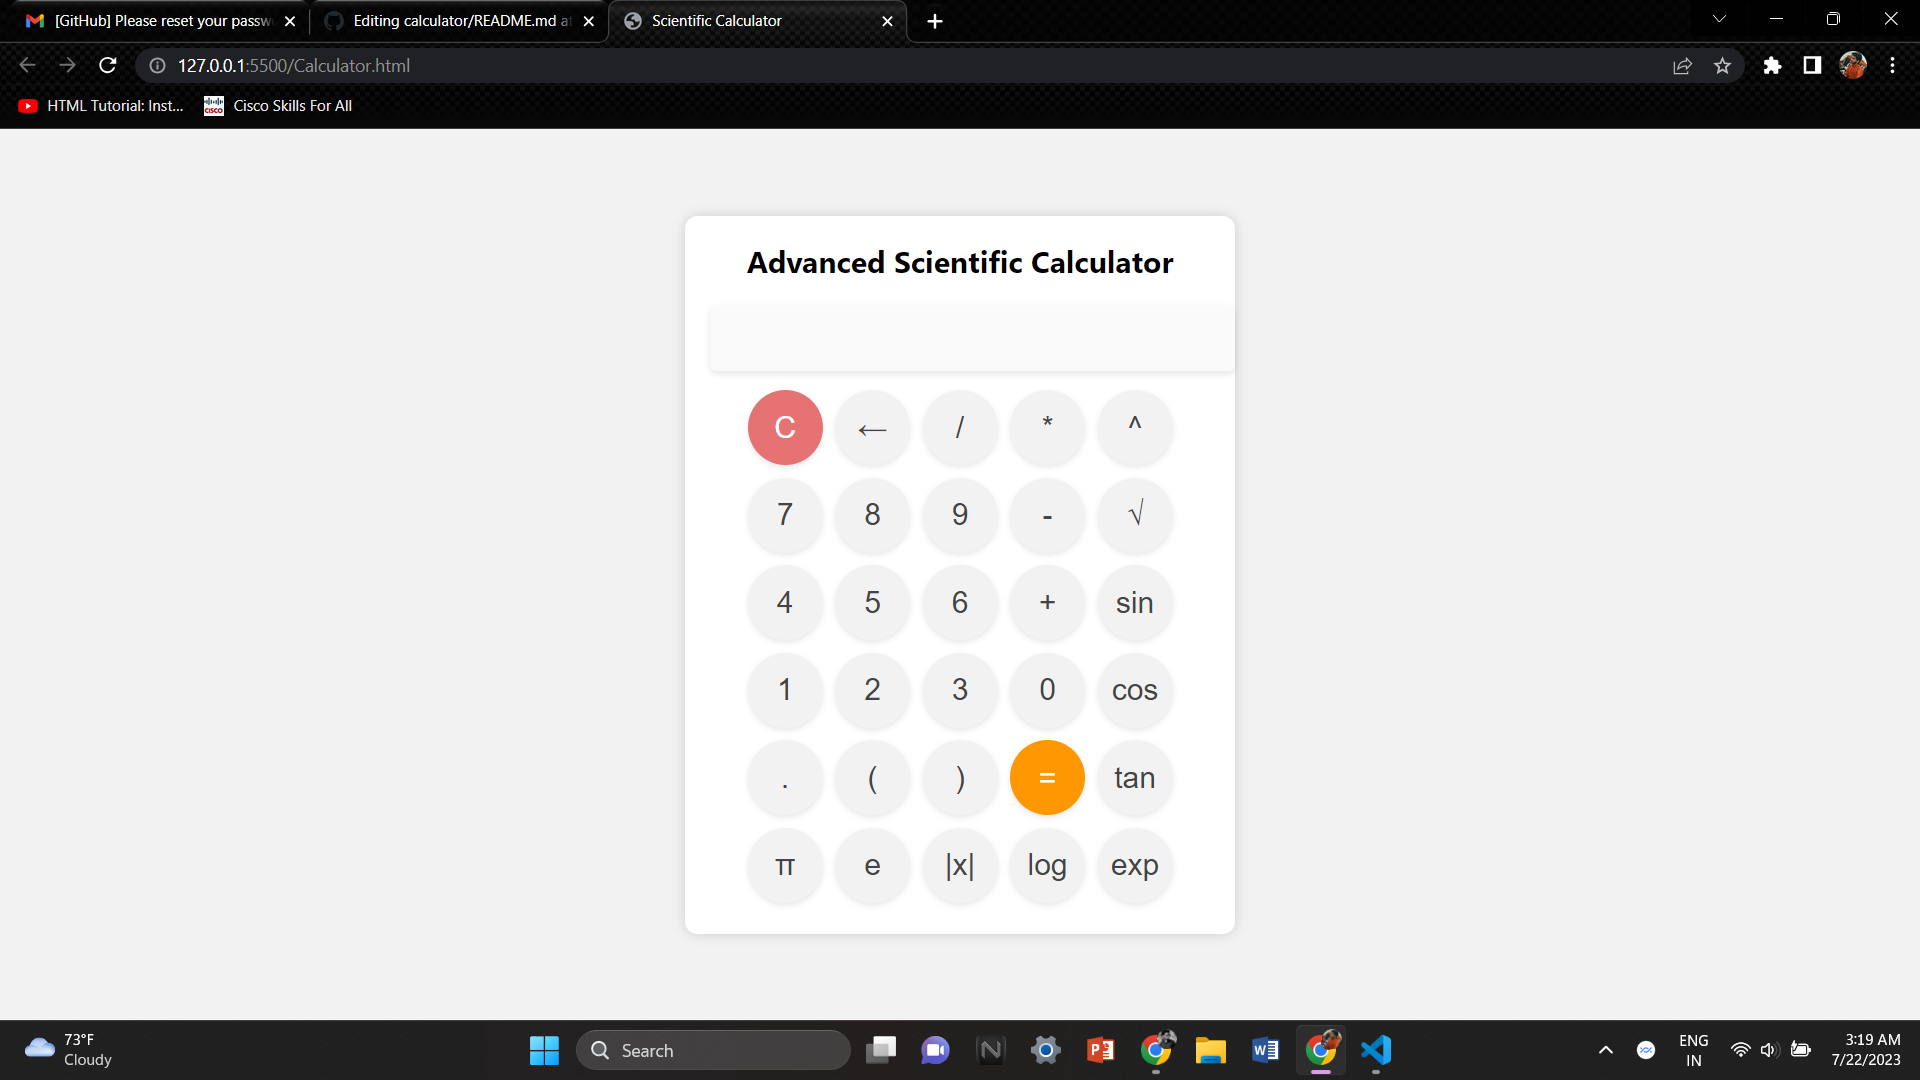 [GitHub] Please reset your passw
Editing calculator/README.md at
Scientific Calculator
127.0.0.1:5500/Calculator.html
HTML Tutorial: Inst...
CISCO
Cisco Skills For All
Advanced Scientific Calculator
C ← / * ^
7 8 9 - √
4 5 6 + sin
1 2 3 0 cos
. ( ) = tan
π e |x| log exp
73°F
Cloudy
Search
ENG
IN
3:19 AM
7/22/2023